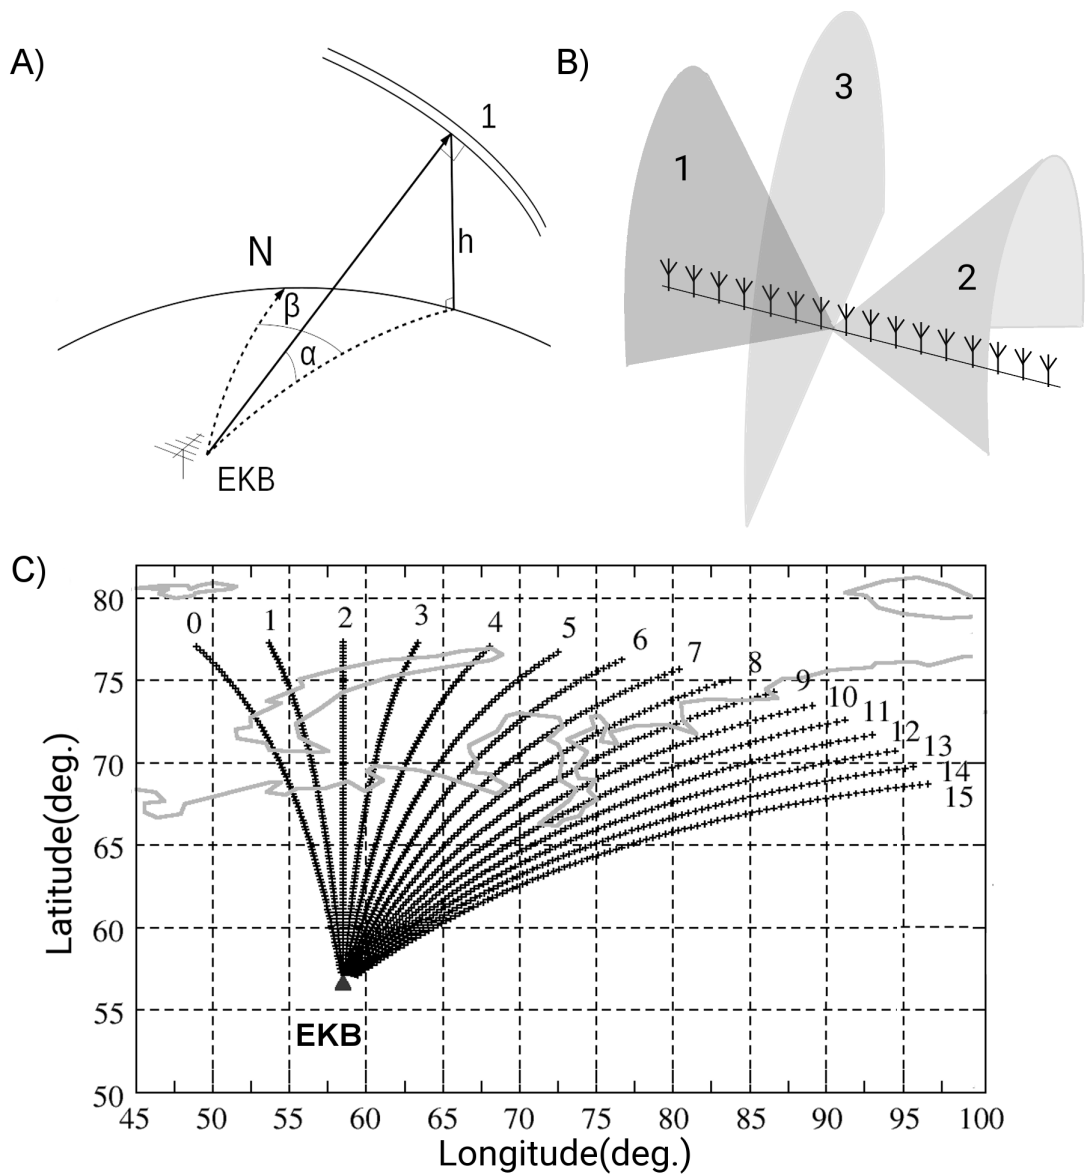 A)
1
h
N
β
α
EKB
B)
1
3
2
C)
80
75
70
65
60
55
50
Latitude(deg.)
0 1 2 3 4 5 6 7 8 9 10 11 12 13 14 15
EKB
45 50 55 60 65 70 75 80 85 90 95 100
Longitude(deg.)